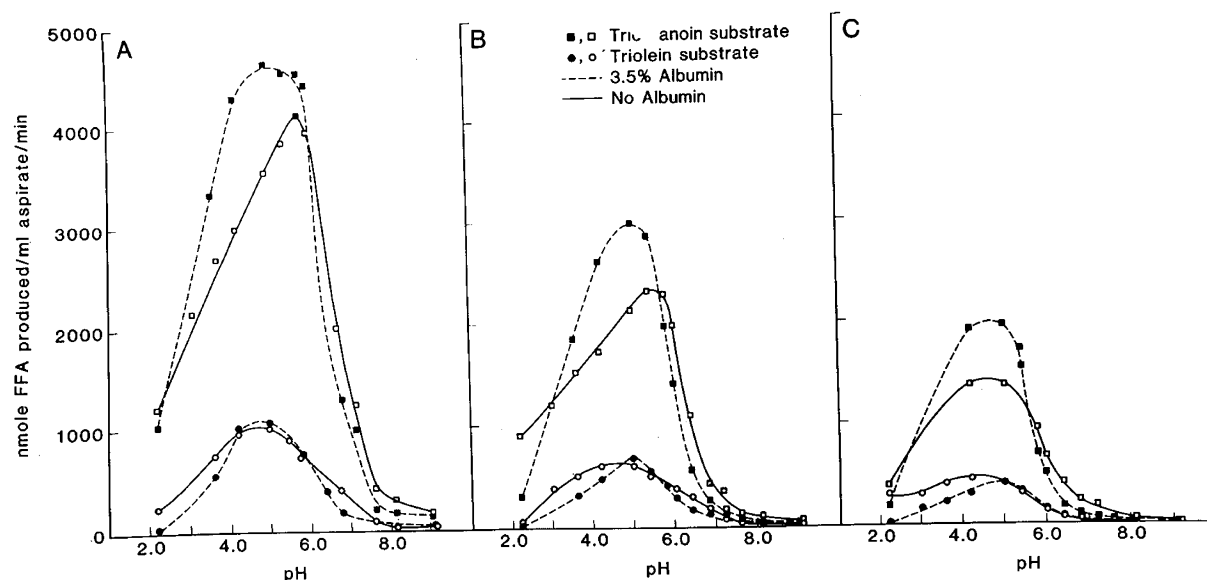 A
B
C
■, □ substrate
●, ○ Triolein substrate
---- 3.5% Albumin
— No Albumin
nmole FFA produced/ml aspirate/min
5000
4000
3000
2000
1000
0
2.0 4.0 6.0 8.0
2.0 4.0 6.0 8.0
2.0 4.0 6.0 8.0
pH
pH
pH